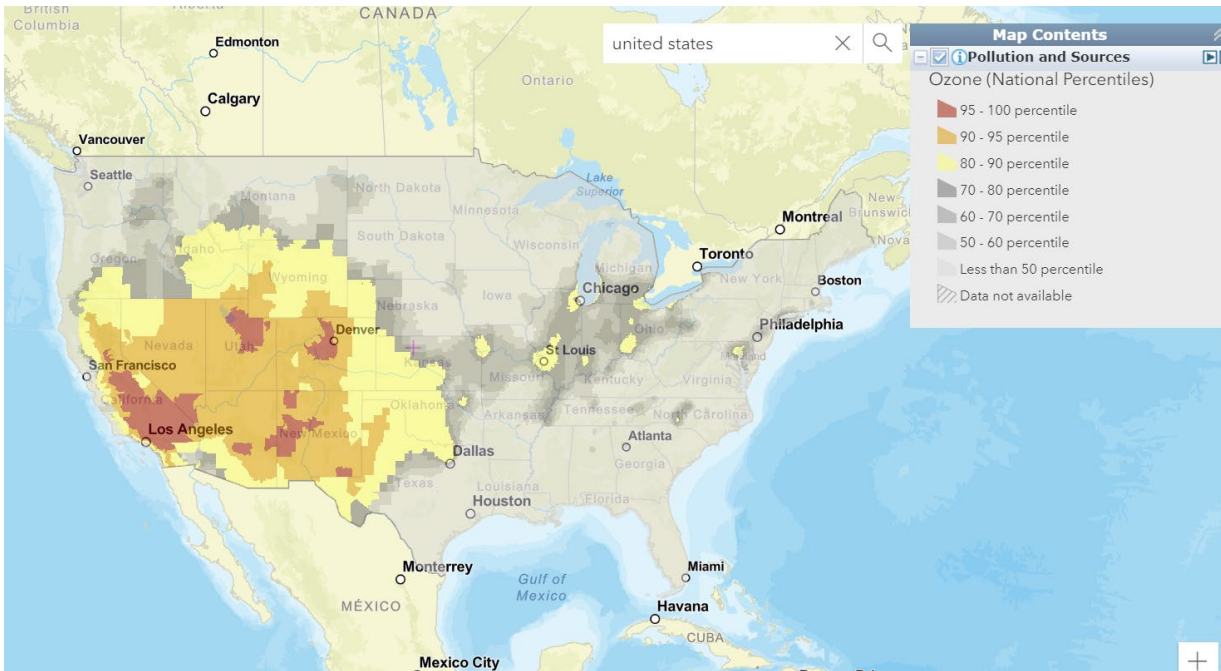 British
Columbia
Alberta
CANADA
Edmonton
Calgary
Ontario
Vancouver
Seattle
Montana
North Dakota
Minnesota
Lake
Superior
Montreal
New
Brunswick
Nova
Oregon
Idaho
South Dakota
Wisconsin
Michigan
Toronto
New York
Boston
Wyoming
Iowa
Chicago
Nebraska
Ohio
Philadelphia
Nevada
Utah
Denver
Kansas
St Louis
Missouri
Maryland
San Francisco
California
Kentucky
Virginia
Oklahoma
Arkansas
Tennessee
North Carolina
Los Angeles
New Mexico
Atlanta
Georgia
Dallas
Texas
Louisiana
Houston
Florida
Monterrey
Gulf of
Mexico
Miami
MÉXICO
Havana
CUBA
Mexico City
united states
Map Contents
Pollution and Sources
Ozone (National Percentiles)
95 - 100 percentile
90 - 95 percentile
80 - 90 percentile
70 - 80 percentile
60 - 70 percentile
50 - 60 percentile
Less than 50 percentile
Data not available